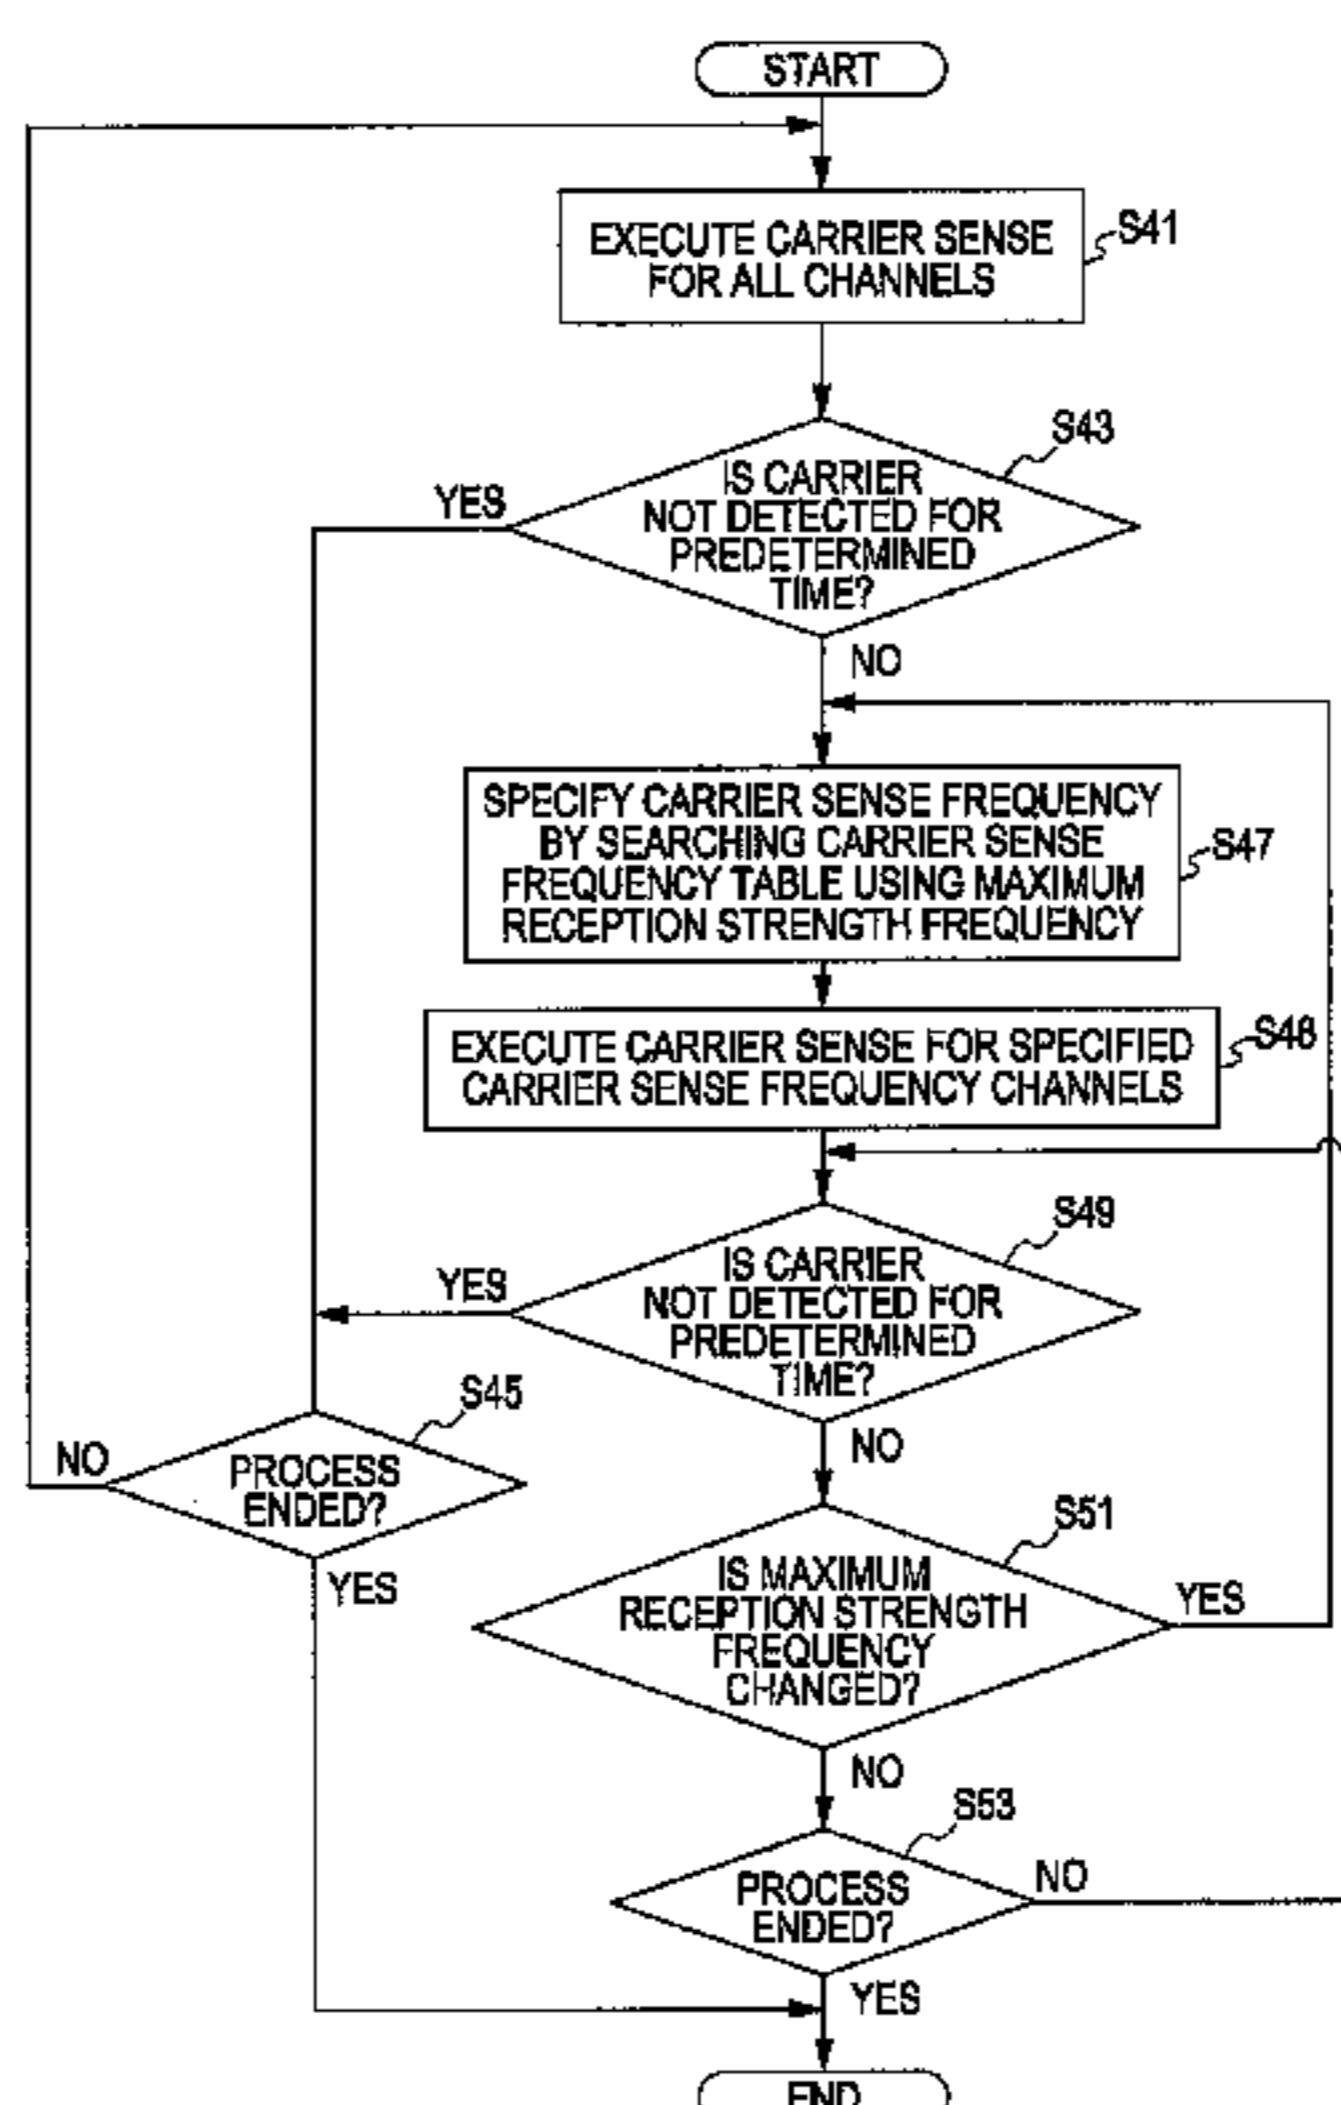 START
EXECUTE CARRIER SENSE
FOR ALL CHANNELS
S41
S43
IS CARRIER
NOT DETECTED FOR
PREDETERMINED
TIME?
YES
NO
SPECIFY CARRIER SENSE FREQUENCY
BY SEARCHING CARRIER SENSE
FREQUENCY TABLE USING MAXIMUM
RECEPTION STRENGTH FREQUENCY
S47
EXECUTE CARRIER SENSE FOR SPECIFIED
CARRIER SENSE FREQUENCY CHANNELS
S48
S49
IS CARRIER
NOT DETECTED FOR
PREDETERMINED
TIME?
YES
NO
S45
PROCESS
ENDED?
NO
YES
S51
IS MAXIMUM
RECEPTION STRENGTH
FREQUENCY
CHANGED?
YES
NO
S53
PROCESS
ENDED?
NO
YES
END